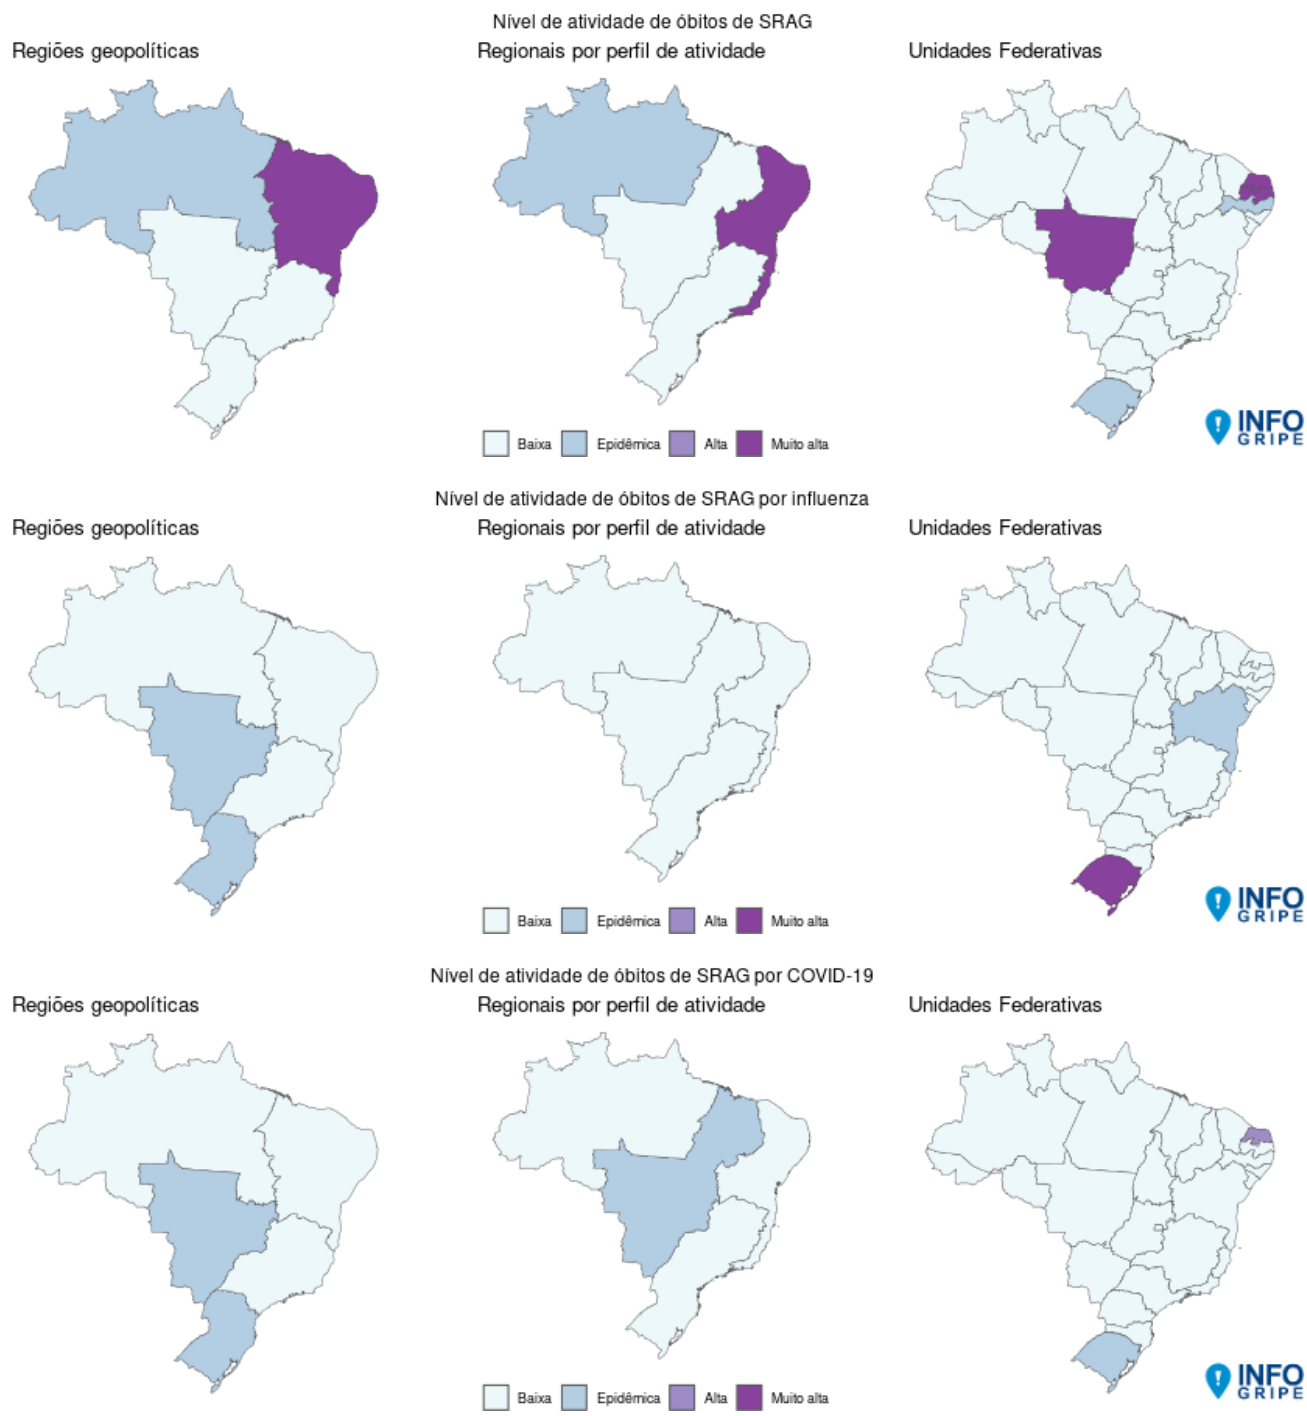 Nível de atividade de óbitos de SRAG
Regiões geopolíticas
Regionais por perfil de atividade
Unidades Federativas
Baixa Epidêmica Alta Muito alta
INFO
GRIPE
Nível de atividade de óbitos de SRAG por influenza
Regiões geopolíticas
Regionais por perfil de atividade
Unidades Federativas
Baixa Epidêmica Alta Muito alta
INFO
GRIPE
Nível de atividade de óbitos de SRAG por COVID-19
Regiões geopolíticas
Regionais por perfil de atividade
Unidades Federativas
Baixa Epidêmica Alta Muito alta
INFO
GRIPE